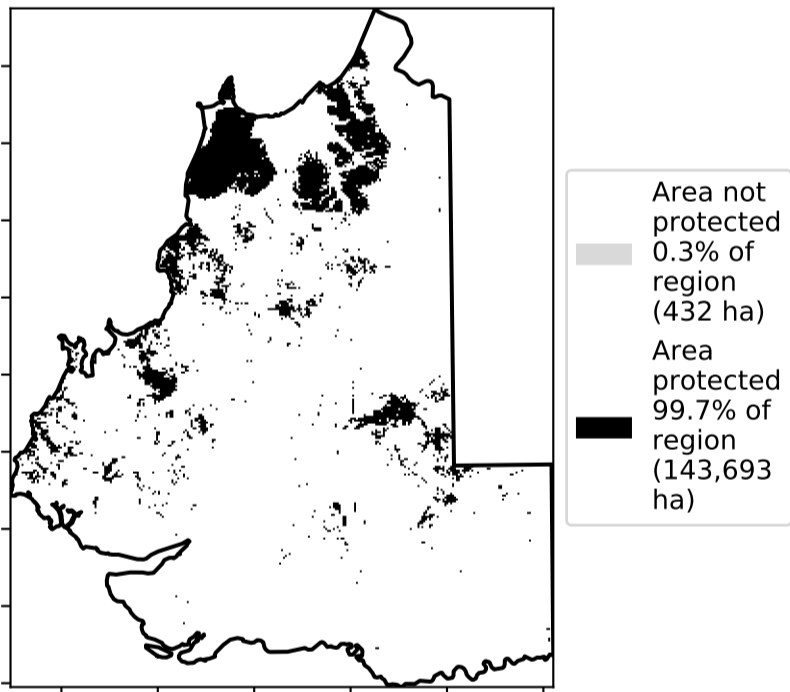 Area not
protected
0.3% of
region
(432 ha)
Area
protected
99.7% of
region
(143,693
ha)